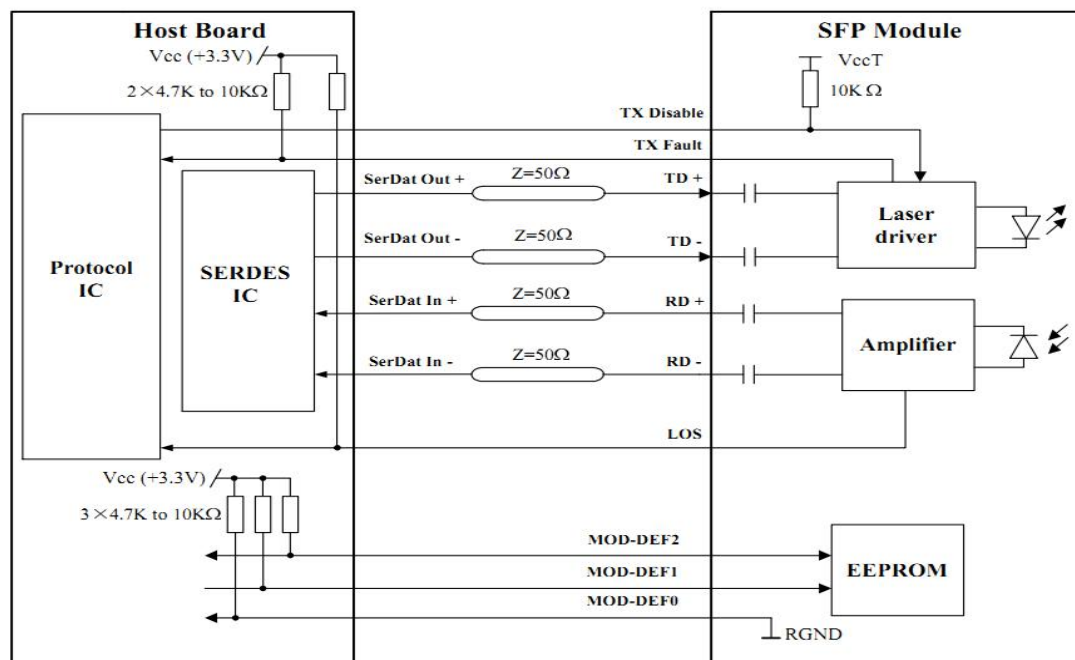 Host Board
SFP Module
Vcc (+3.3V)
VccT
2×4.7K to 10KΩ
10K Ω
TX Disable
TX Fault
SerDat Out +
Z=50Ω
TD +
Laser
driver
SerDat Out -
Z=50Ω
TD -
Protocol
IC
SERDES
IC
SerDat In +
Z=50Ω
RD +
Amplifier
SerDat In -
Z=50Ω
RD -
LOS
Vcc (+3.3V)
3×4.7K to 10KΩ
MOD-DEF2
EEPROM
MOD-DEF1
MOD-DEF0
RGND